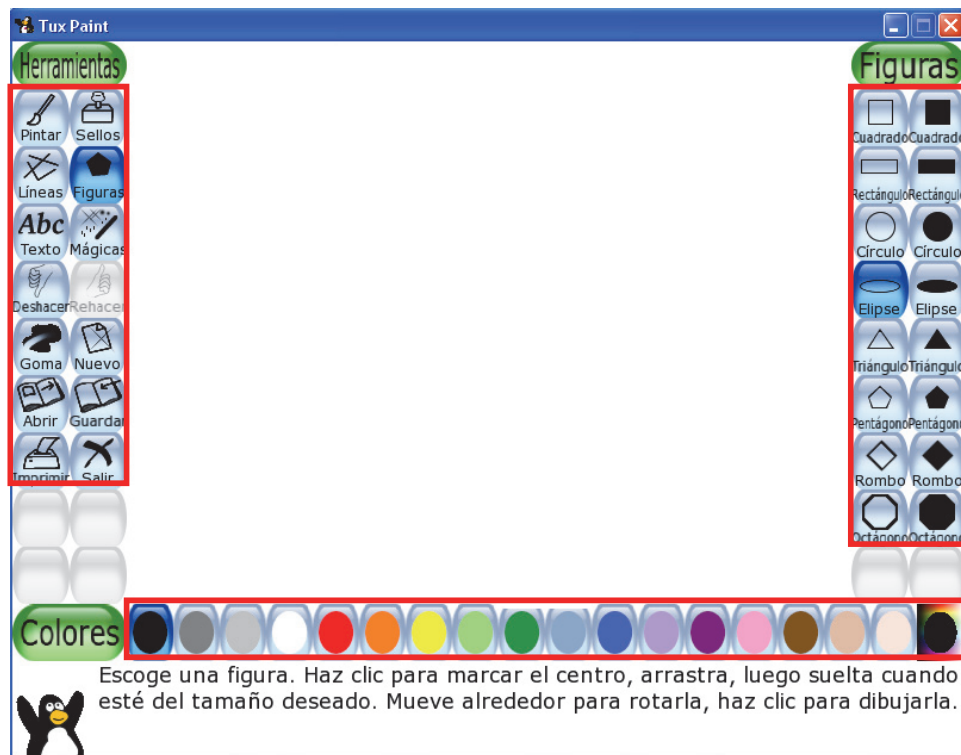 Tux Paint
Herramientas
Figuras
Pintar Sellos
Líneas Figuras
Abc
Texto Mágicas
Deshacer Rehacer
Goma Nuevo
Abrir Guardar
Imprimir Salir
Cuadrado Cuadrado
Rectángulo Rectángulo
Círculo Círculo
Elipse Elipse
Triángulo Triángulo
Pentágono Pentágono
Rombo Rombo
Octágono Octágono
Colores
Escoge una figura. Haz clic para marcar el centro, arrastra, luego suelta cuando
esté del tamaño deseado. Mueve alrededor para rotarla, haz clic para dibujarla.